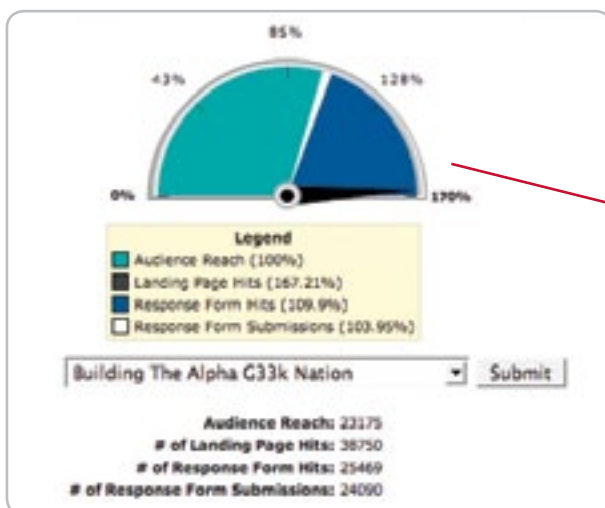 85%
43%
128%
0%
170%
Legend
Audience Reach (100%)
Landing Page Hits (167.21%)
Response Form Hits (109.9%)
Response Form Submissions (103.95%)
Building The Alpha G33k Nation
Submit
Audience Reach: 23175
# of Landing Page Hits: 38750
# of Response Form Hits: 25469
# of Response Form Submissions: 24090